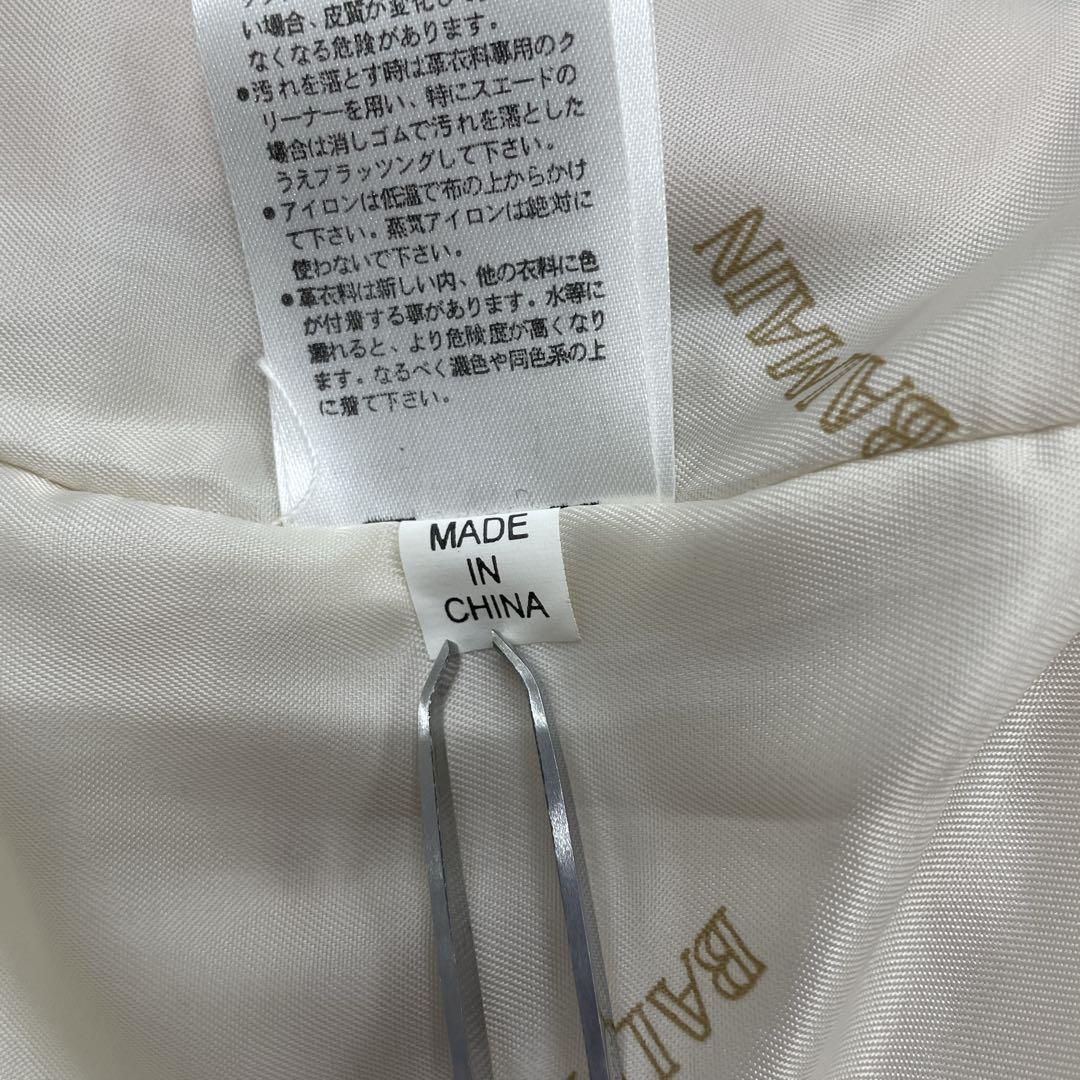 い場合、皮質が変化し
なくなる危険があります。
●汚れを落とす時は革衣料専用のク
リーナーを用い、特にスエードの
場合は消しゴムで汚れを落とした
うえフラッツングして下さい。
●アイロンは低温で布の上からかけ
て下さい。蒸気アイロンは絶対に
使わないで下さい。
●革衣料は新しい内、他の衣料に色
が付着する事があります。水等に
濡れると、より危険度が高くなり
ます。なるべく濃色や同色系の上
に着て下さい。
MADE
IN
CHINA
BAL